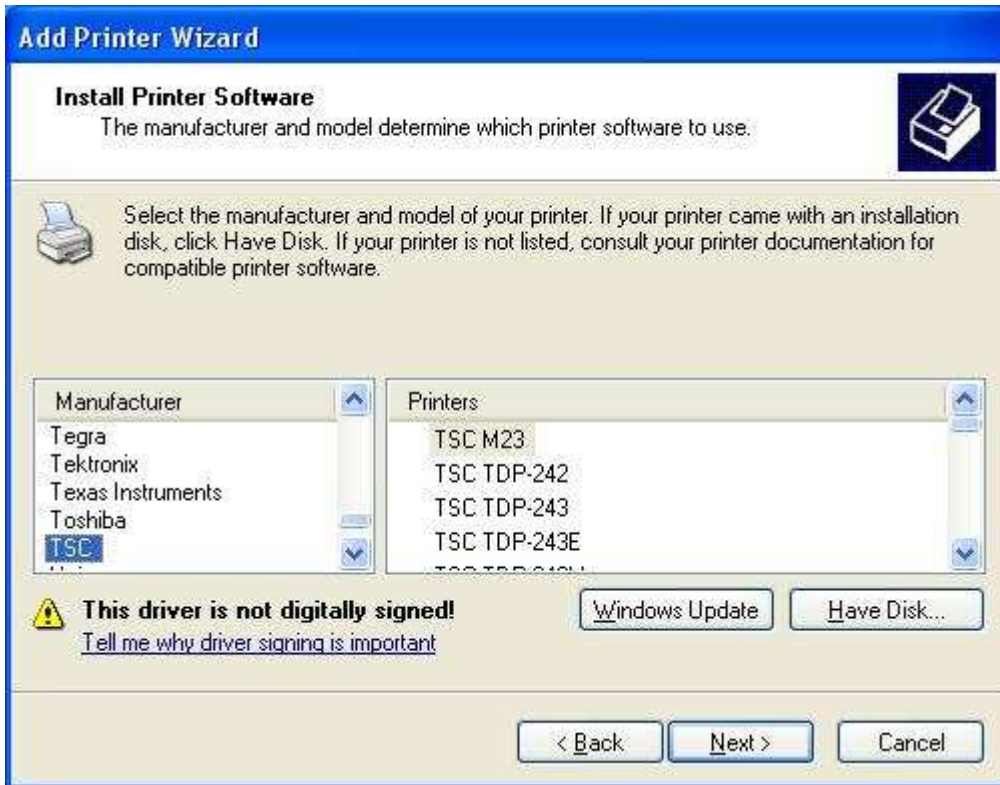 Add Printer Wizard
Install Printer Software
The manufacturer and model determine which printer software to use.
Select the manufacturer and model of your printer. If your printer came with an installation
disk, click Have Disk. If your printer is not listed, consult your printer documentation for
compatible printer software.
Manufacturer
Tegra
Tektronix
Texas Instruments
Toshiba
TSC
Printers
TSC M23
TSC TDP-242
TSC TDP-243
TSC TDP-243E
This driver is not digitally signed!
Tell me why driver signing is important
Windows Update
Have Disk...
< Back
Next >
Cancel